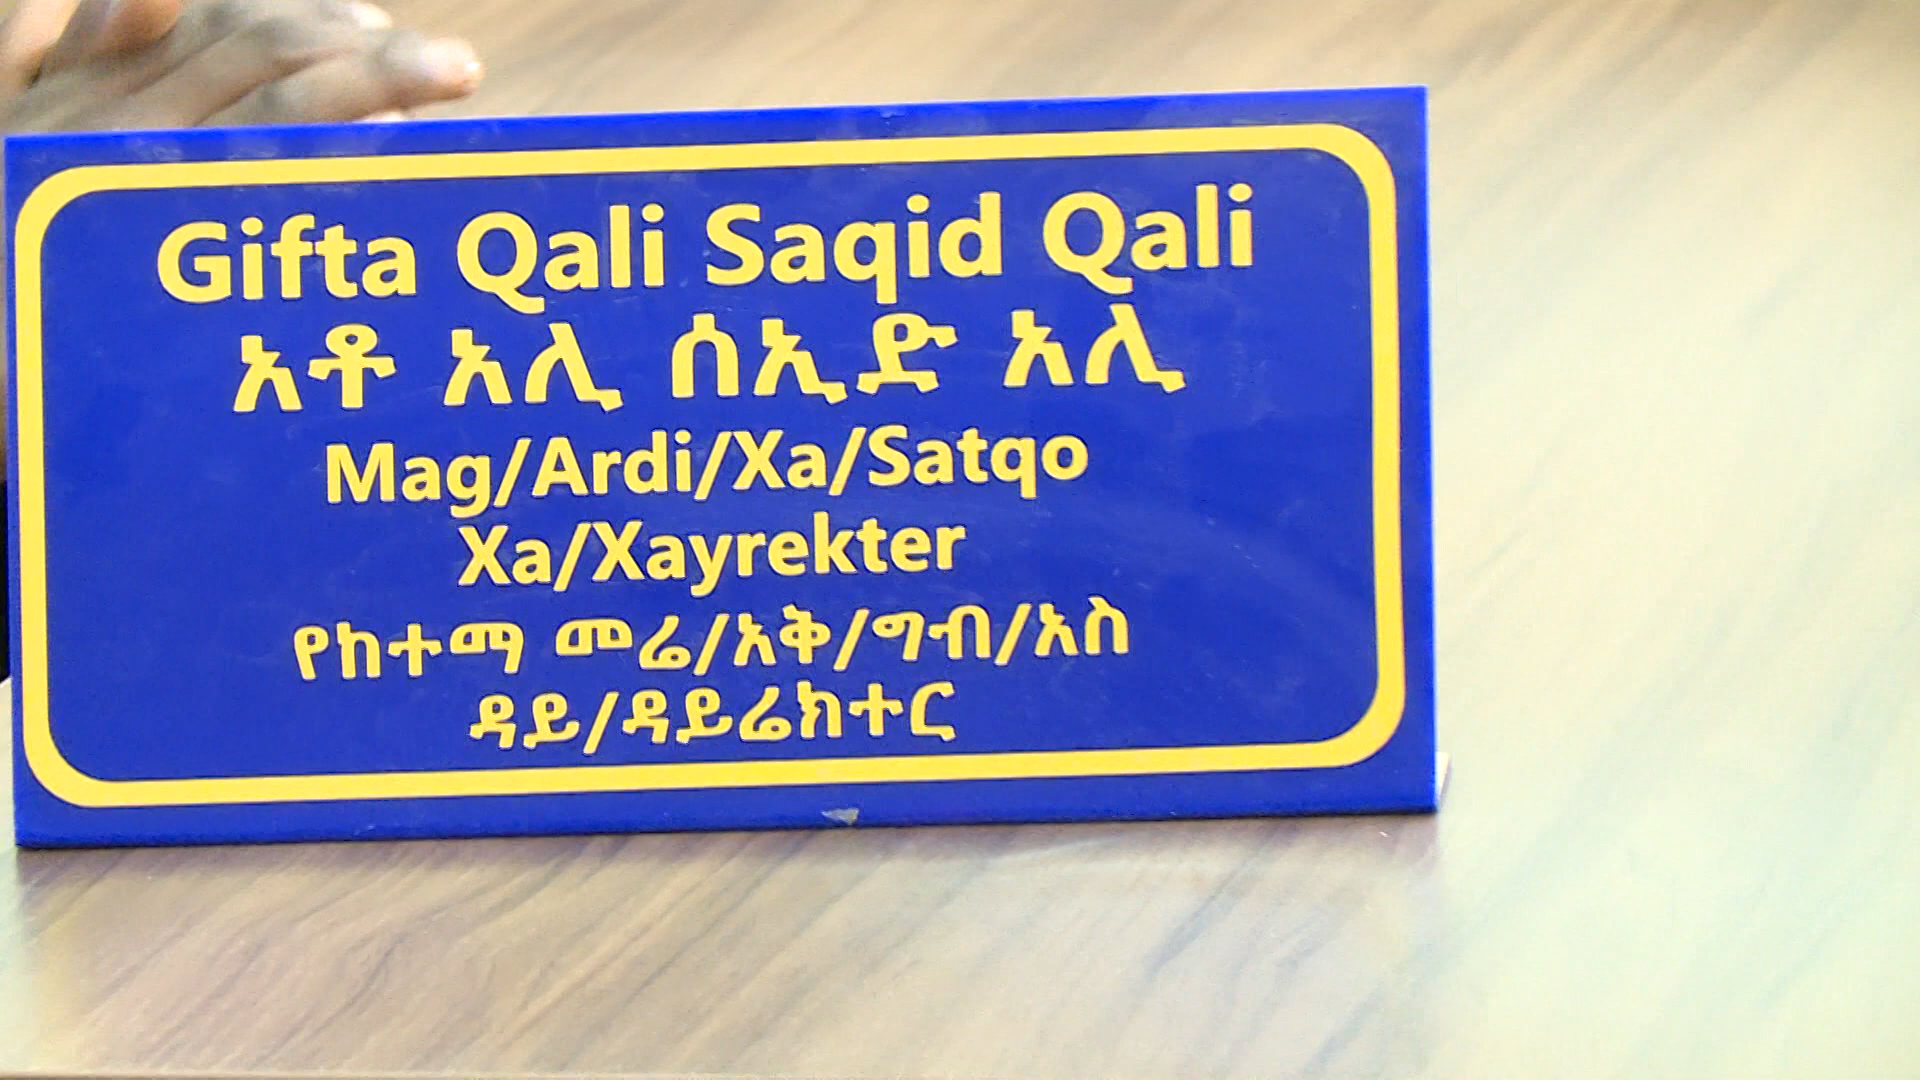 Gifta Qali Saqid Qali
አቶ አሊ ሰኢድ አሊ
Mag/Ardi/Xa/Satqo
Xa/Xayrekter
የከተማ መሬ/አቅ/ግብ/አስ
ዳይ/ዳይሬክተር